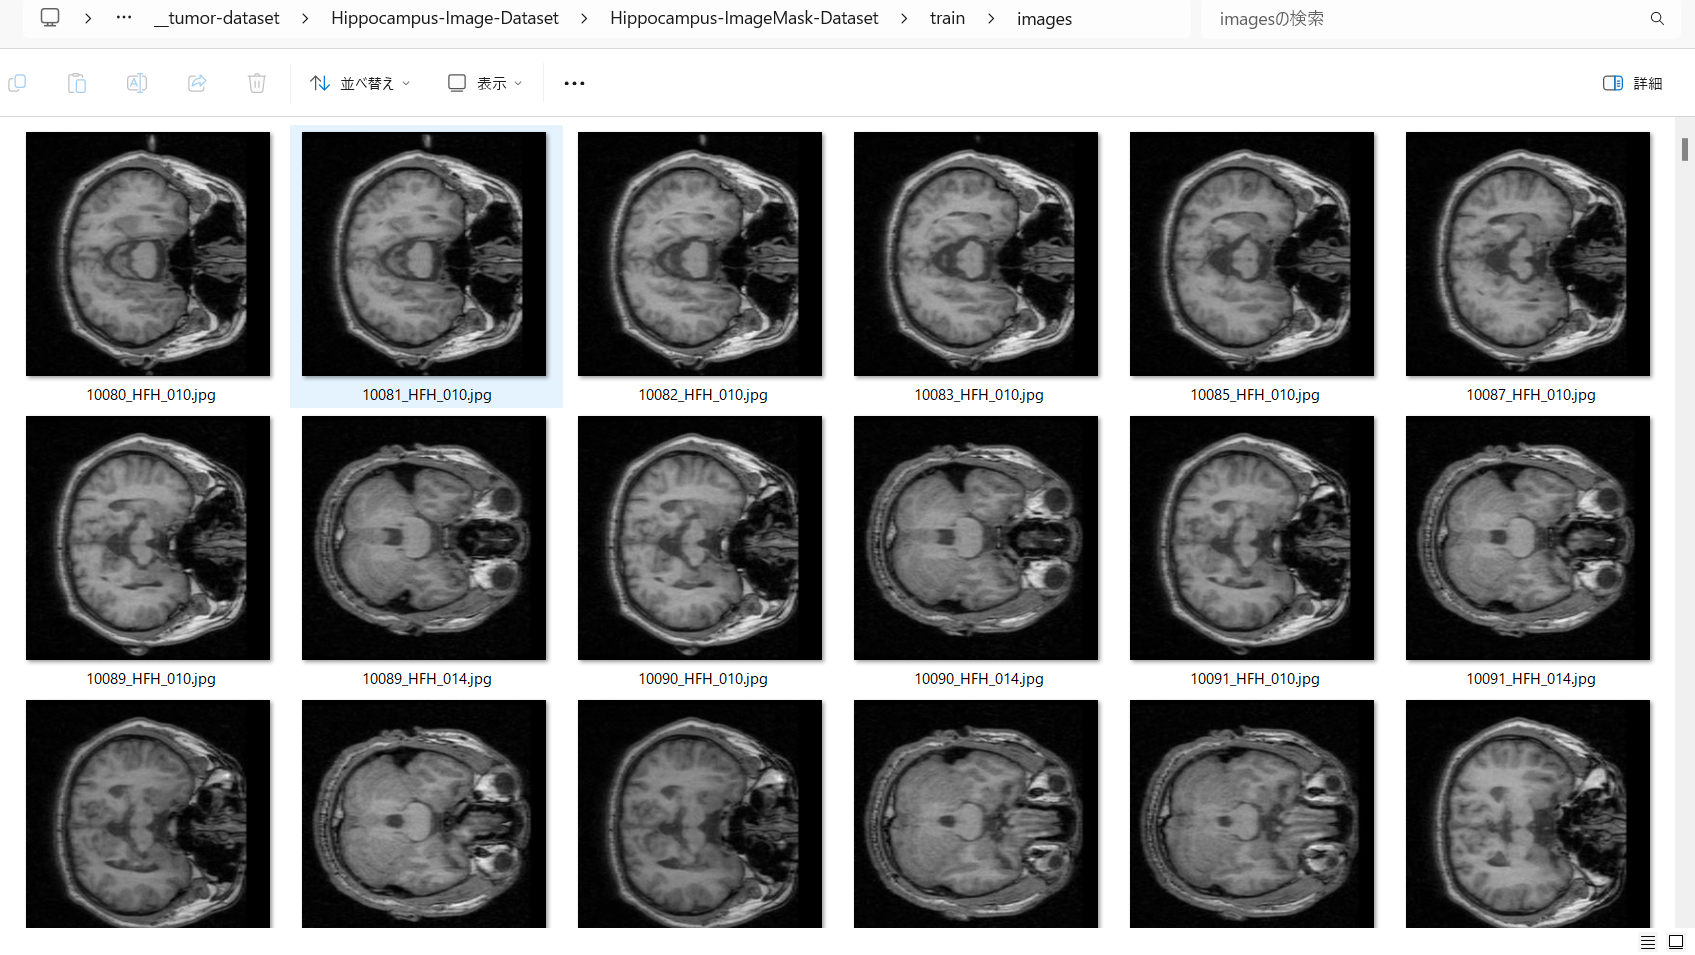 … __tumor-dataset > Hippocampus-Image-Dataset > Hippocampus-ImageMask-Dataset > train > images
imagesの検索
並べ替え 表示 … 詳細
10080_HFH_010.jpg 10081_HFH_010.jpg 10082_HFH_010.jpg 10083_HFH_010.jpg 10085_HFH_010.jpg 10087_HFH_010.jpg
10089_HFH_010.jpg 10089_HFH_014.jpg 10090_HFH_010.jpg 10090_HFH_014.jpg 10091_HFH_010.jpg 10091_HFH_014.jpg